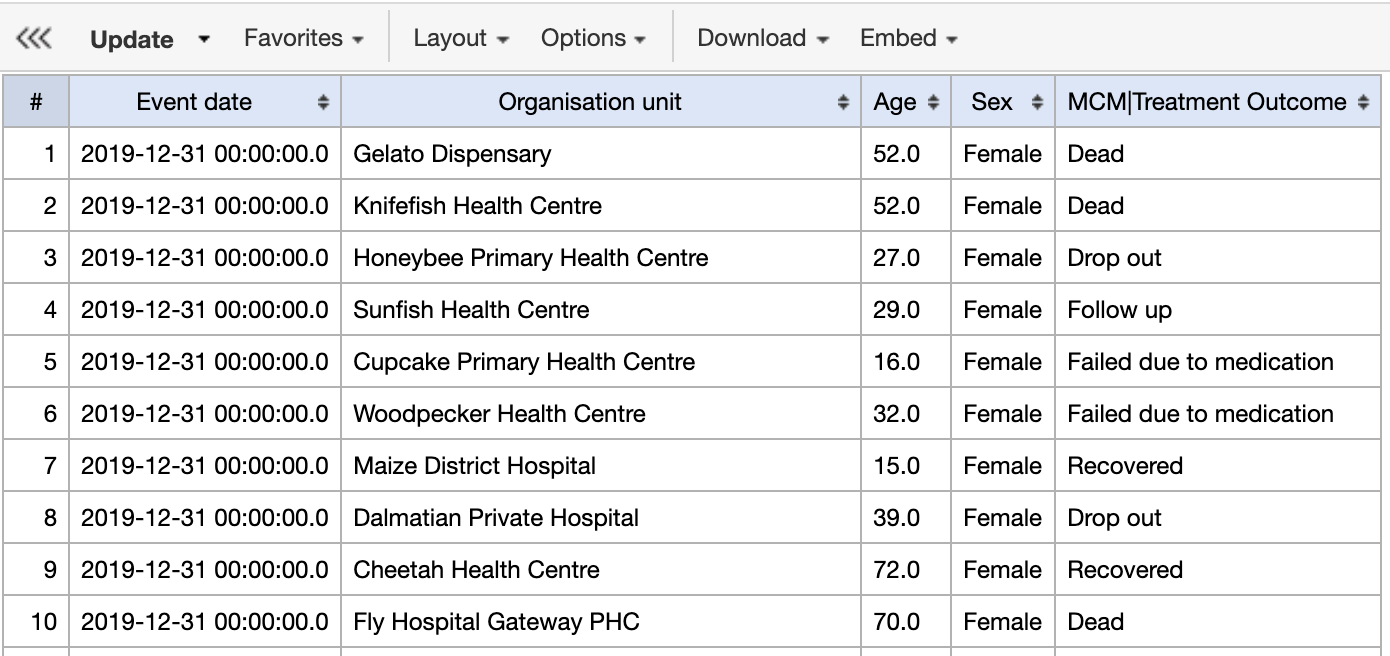 Update Favorites Layout Options Download Embed
# Event date Organisation unit Age Sex MCM|Treatment Outcome
1 2019-12-31 00:00:00.0 Gelato Dispensary 52.0 Female Dead
2 2019-12-31 00:00:00.0 Knifefish Health Centre 52.0 Female Dead
3 2019-12-31 00:00:00.0 Honeybee Primary Health Centre 27.0 Female Drop out
4 2019-12-31 00:00:00.0 Sunfish Health Centre 29.0 Female Follow up
5 2019-12-31 00:00:00.0 Cupcake Primary Health Centre 16.0 Female Failed due to medication
6 2019-12-31 00:00:00.0 Woodpecker Health Centre 32.0 Female Failed due to medication
7 2019-12-31 00:00:00.0 Maize District Hospital 15.0 Female Recovered
8 2019-12-31 00:00:00.0 Dalmatian Private Hospital 39.0 Female Drop out
9 2019-12-31 00:00:00.0 Cheetah Health Centre 72.0 Female Recovered
10 2019-12-31 00:00:00.0 Fly Hospital Gateway PHC 70.0 Female Dead